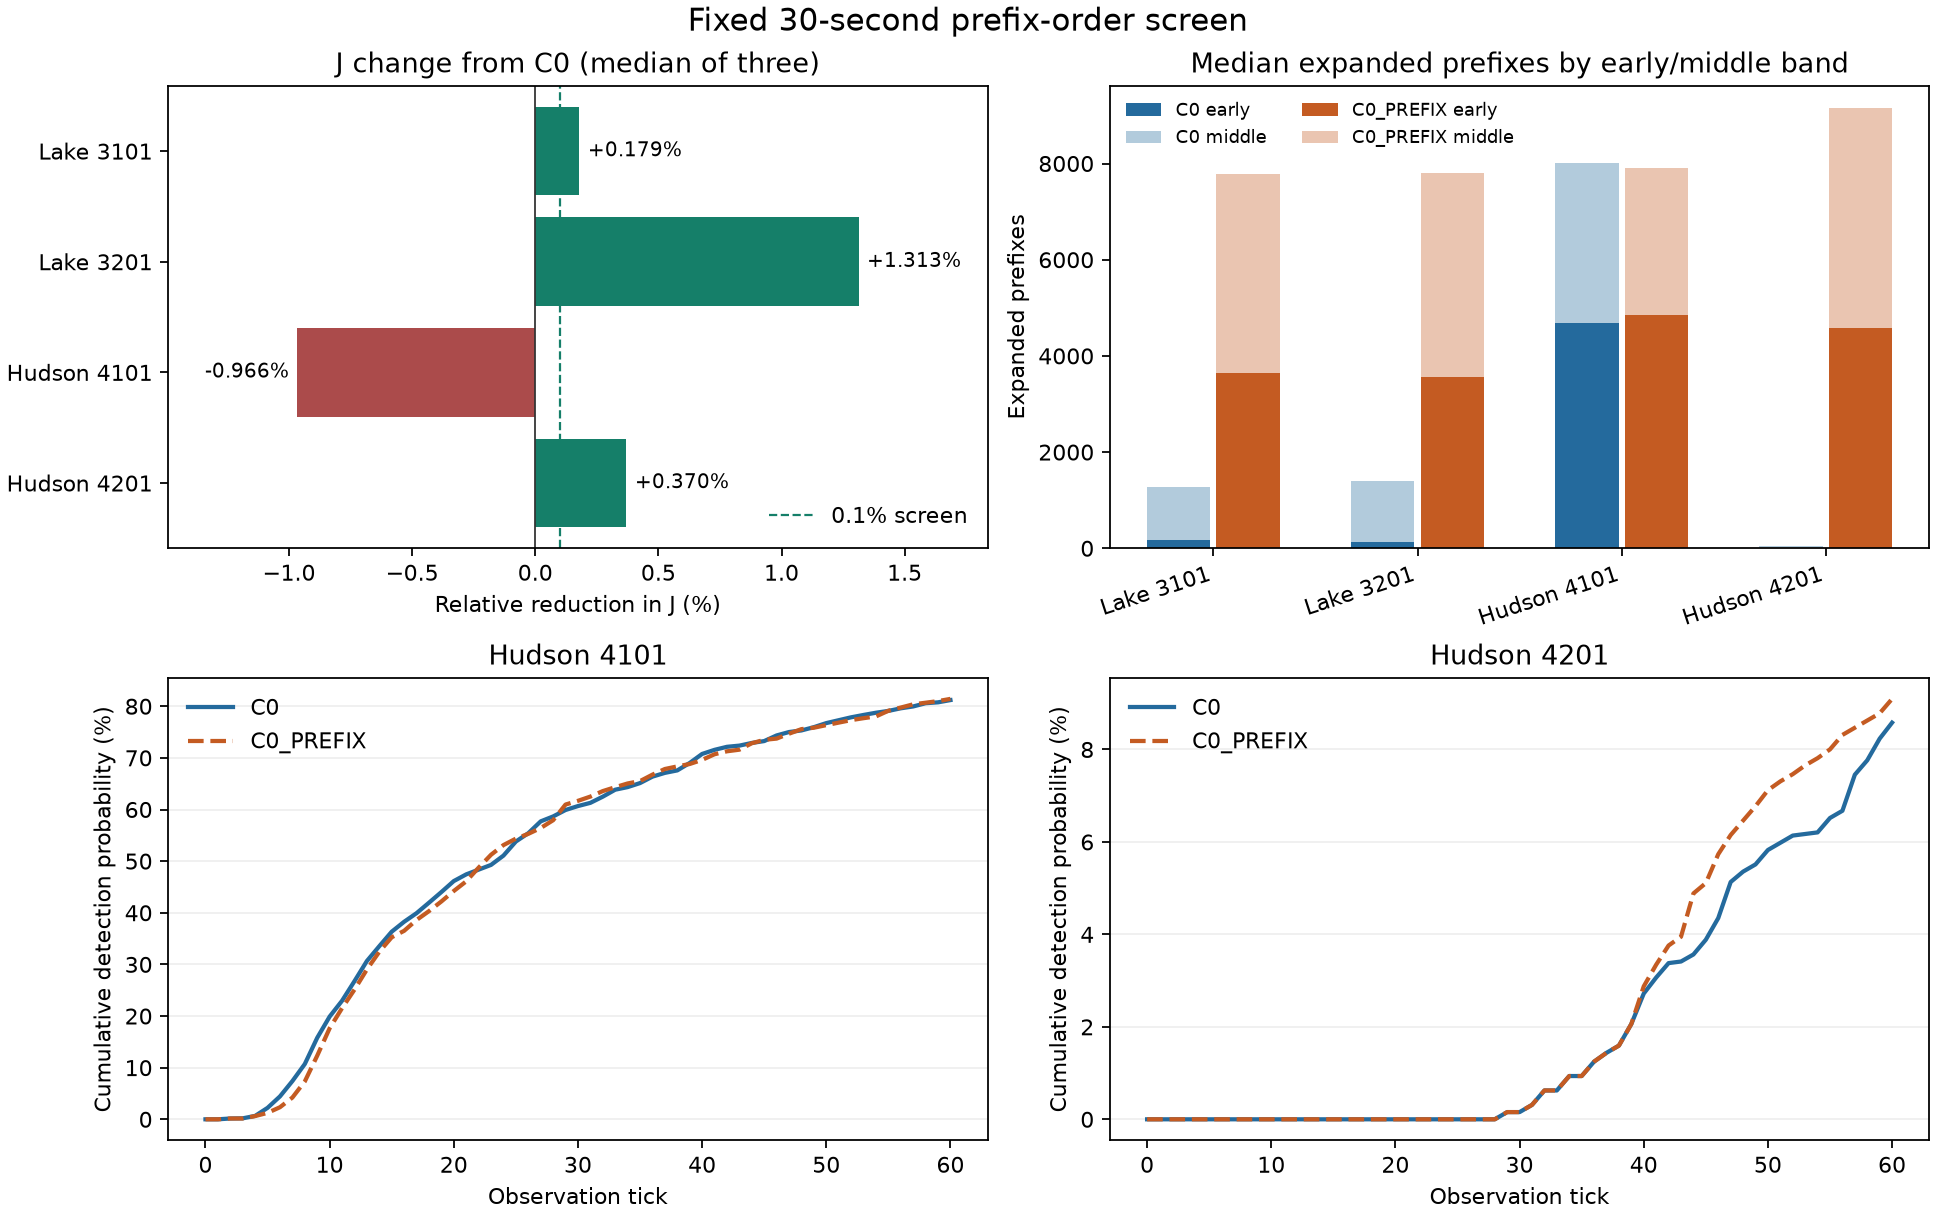 Fixed 30-second prefix-order screen
J change from C0 (median of three)
Lake 3101
Lake 3201
Hudson 4101
Hudson 4201
+0.179%
+1.313%
-0.966%
+0.370%
0.1% screen
−1.0 −0.5 0.0 0.5 1.0 1.5
Relative reduction in J (%)
Median expanded prefixes by early/middle band
C0 early
C0 middle
C0_PREFIX early
C0_PREFIX middle
Expanded prefixes
8000
6000
4000
2000
0
Lake 3101
Lake 3201
Hudson 4101
Hudson 4201
Hudson 4101
C0
C0_PREFIX
Cumulative detection probability (%)
80
70
60
50
40
30
20
10
0
0 10 20 30 40 50 60
Observation tick
Hudson 4201
C0
C0_PREFIX
Cumulative detection probability (%)
8
6
4
2
0
0 10 20 30 40 50 60
Observation tick